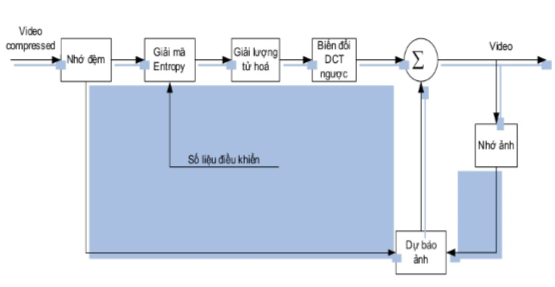 Video
compressed
Nhớ đệm
Giải mã
Entropy
Giải lượng
tử hoá
Biến đổi
DCT
ngược
∑
Video
Nhớ ảnh
Số liệu điều khiển
Dự báo
ảnh